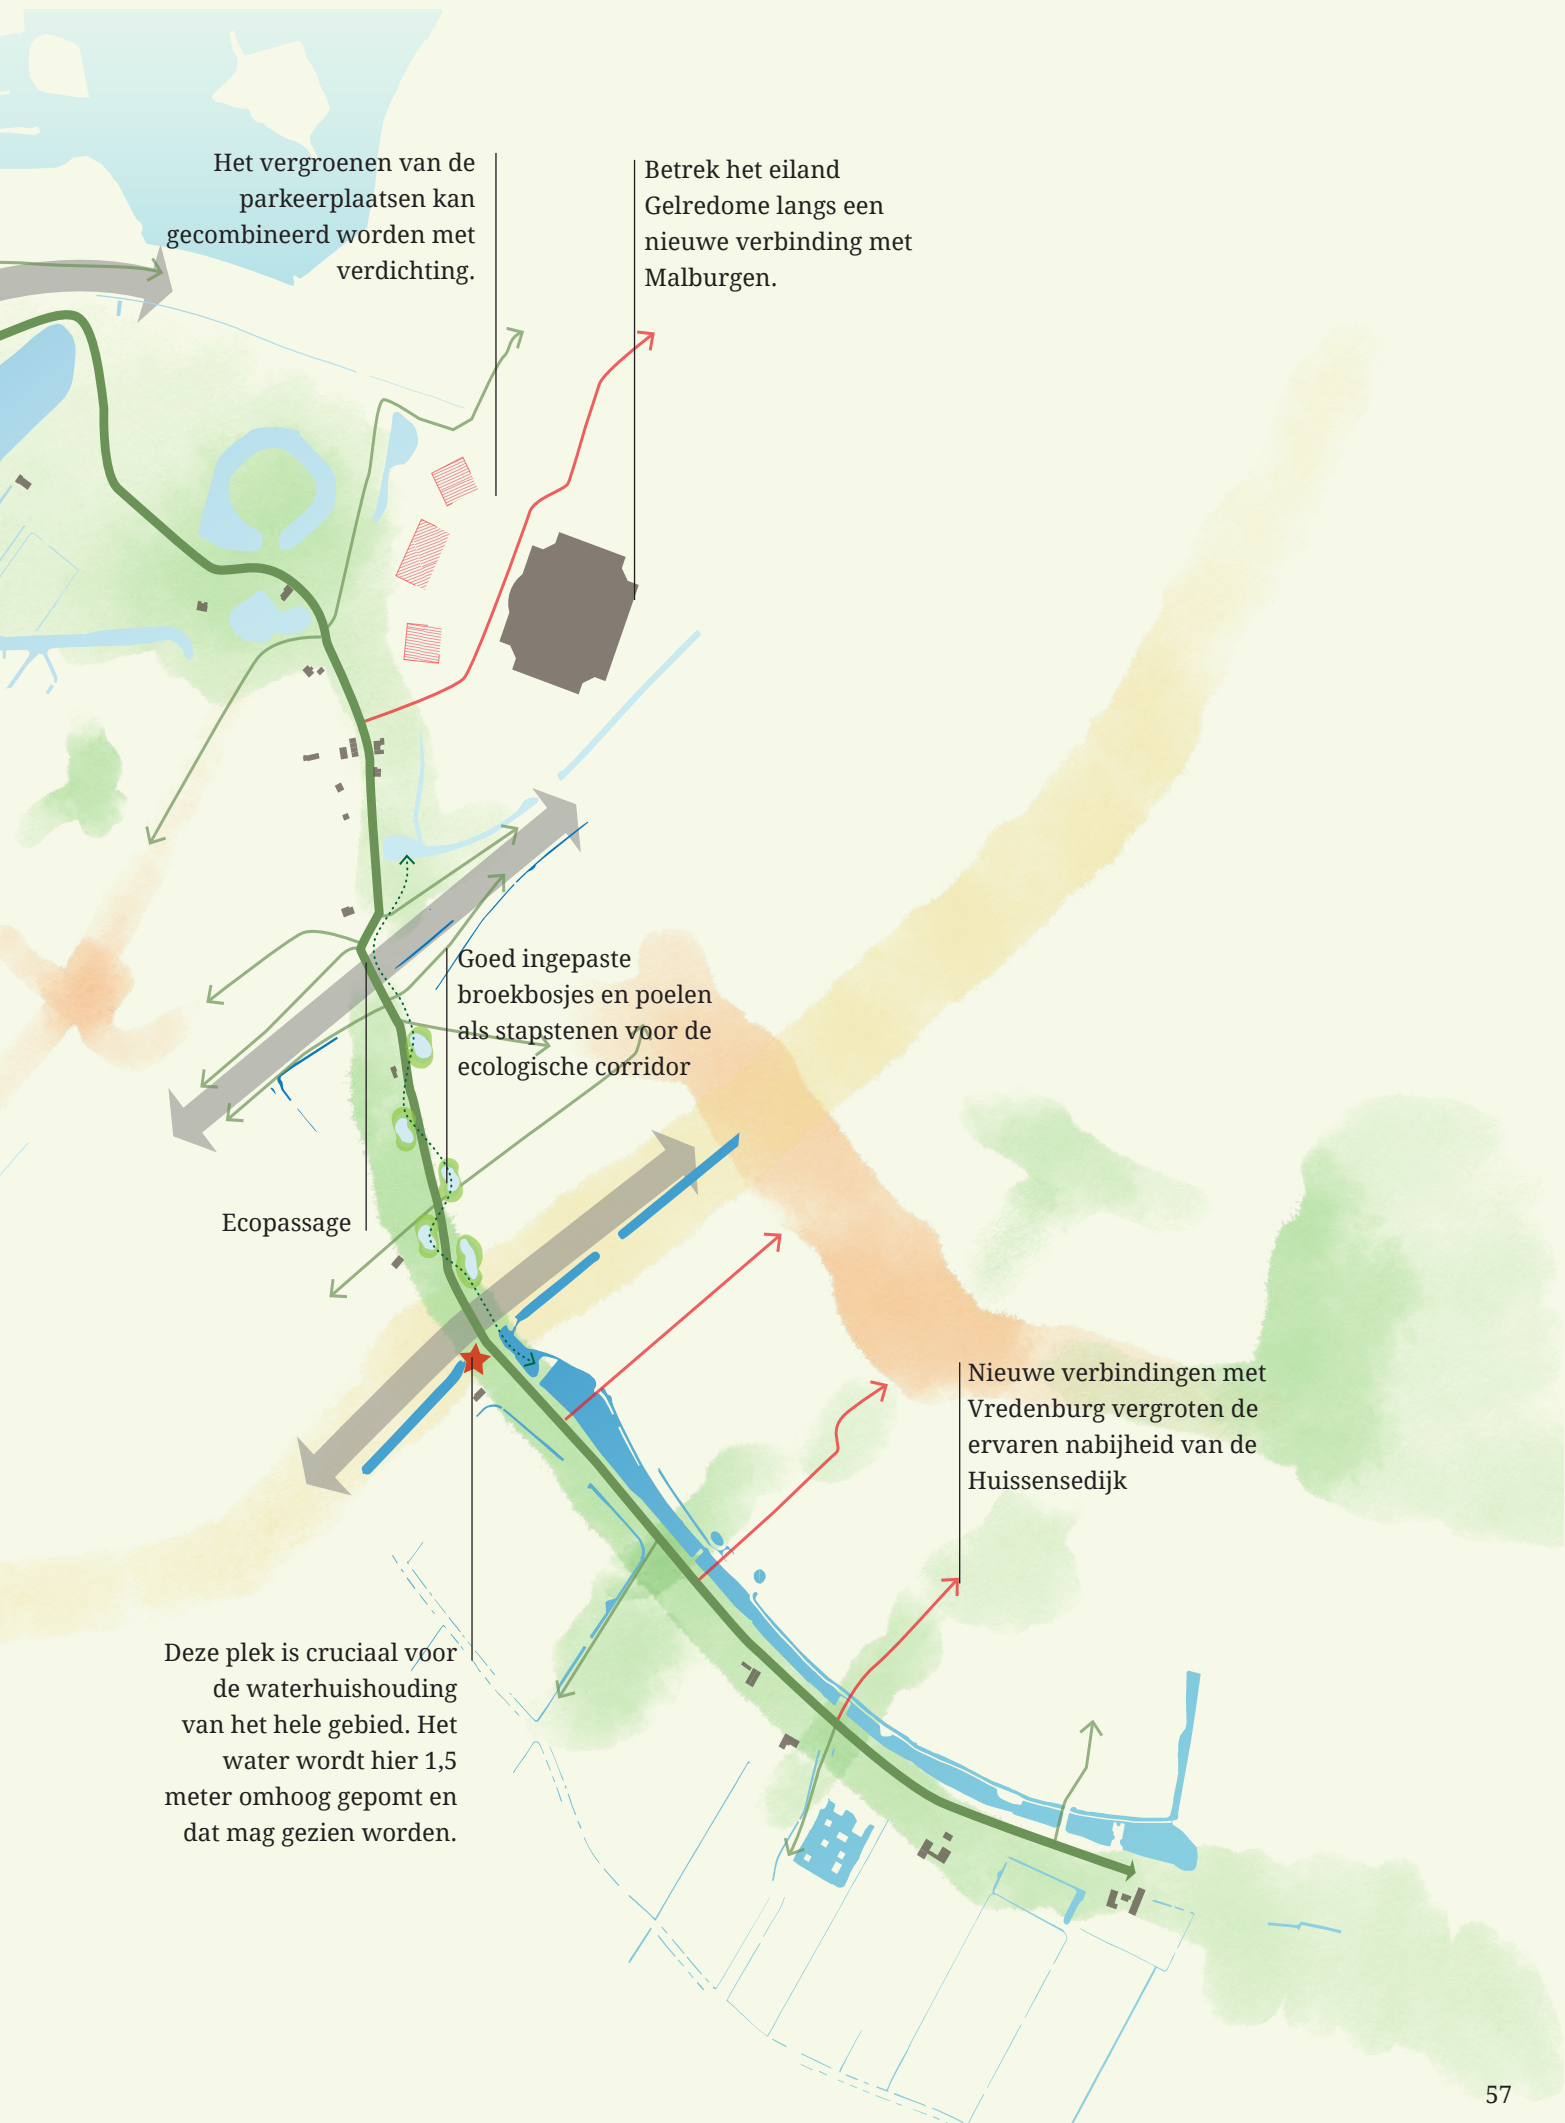 Het vergroenen van de
parkeerplaatsen kan
gecombineerd worden met
verdichting.
Betrek het eiland
Gelredome langs een
nieuwe verbinding met
Malburgen.
Goed ingepaste
broekbosjes en poelen
als stapstenen voor de
ecologische corridor
Ecopassage
Nieuwe verbindingen met
Vredenburg vergroten de
ervaren nabijheid van de
Huissensedijk
Deze plek is cruciaal voor
de waterhuishouding
van het hele gebied. Het
water wordt hier 1,5
meter omhoog gepomt en
dat mag gezien worden.
57